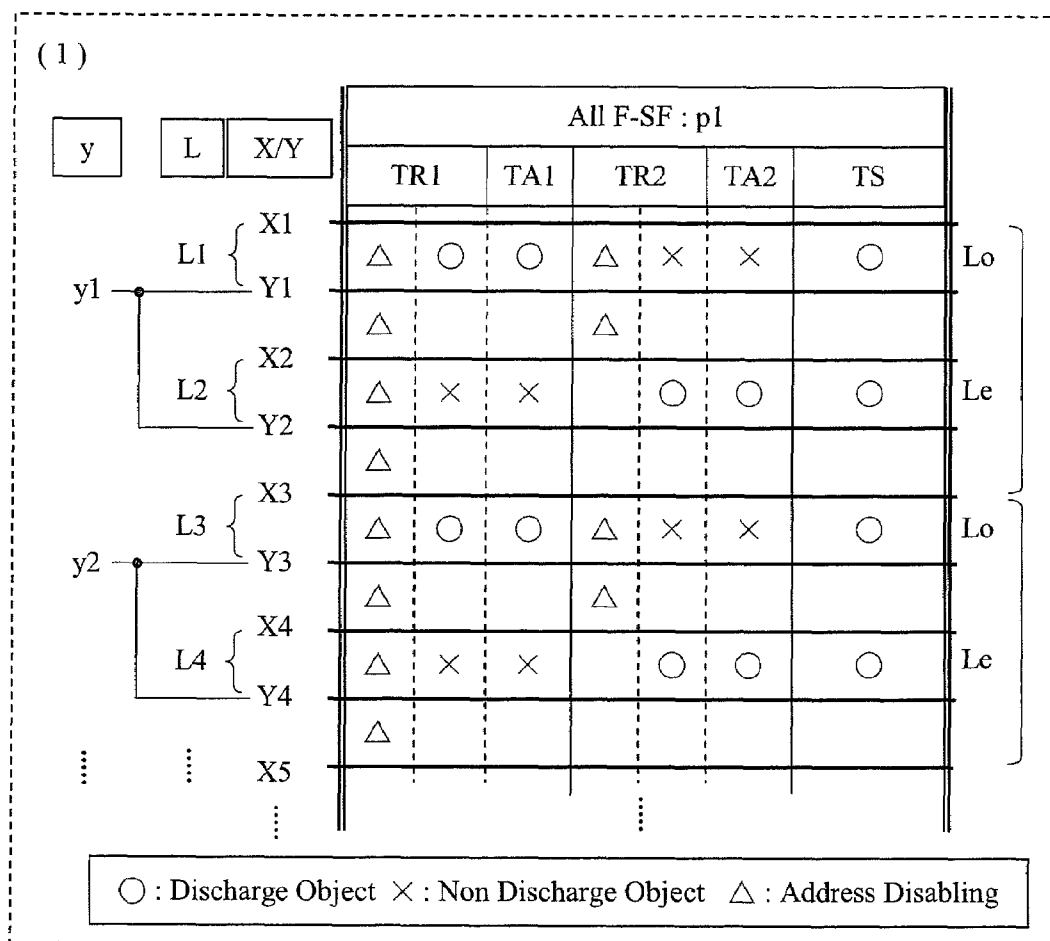 ( 1 )
All F-SF : p1
y L X/Y
TR1 TA1 TR2 TA2 TS
X1
L1 { △ ○ ○ △ × × ○ Lo
y1 Y1
△ △
X2
L2 { △ × × ○ ○ ○ Le
Y2
△
X3
L3 { △ ○ ○ △ × × ○ Lo
y2 Y3
△ △
X4
L4 { △ × × ○ ○ ○ Le
Y4
△
X5
○ : Discharge Object × : Non Discharge Object △ : Address Disabling